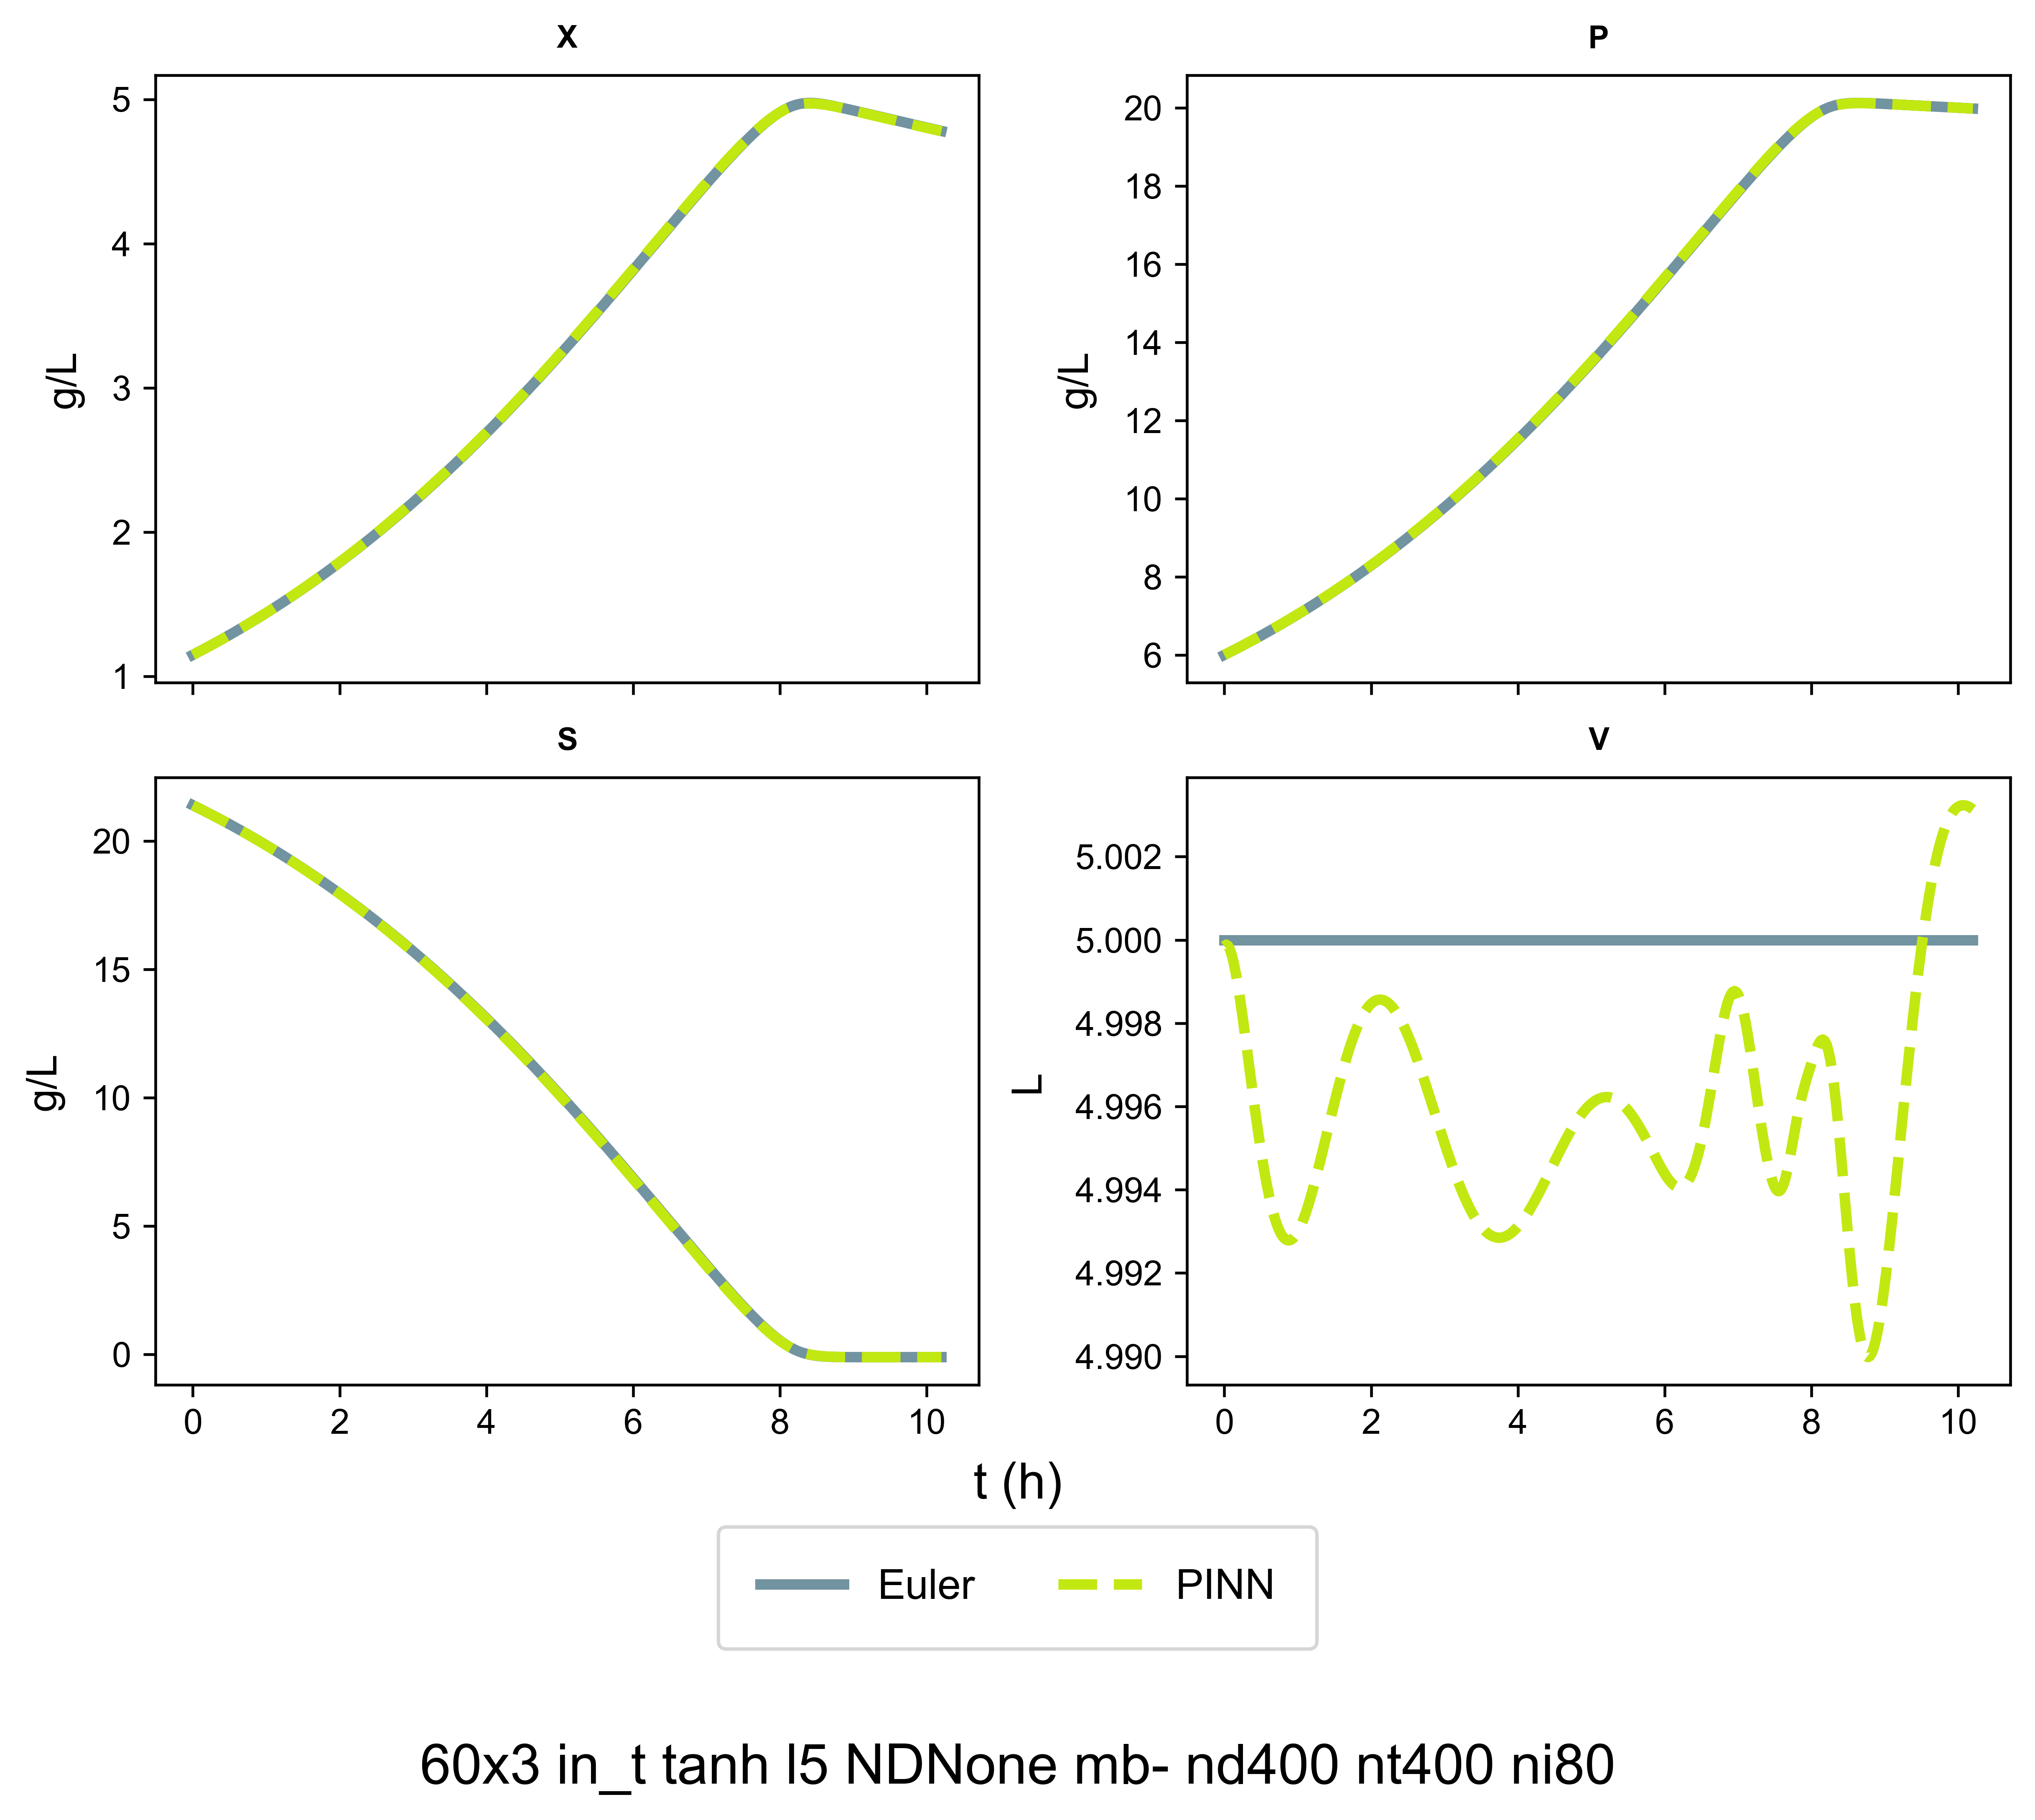 X
5
4
3
2
1
g/L
P
20
18
16
14
12
10
8
6
g/L
S
20
15
10
5
0
g/L
0 2 4 6 8 10
V
5.002
5.000
4.998
4.996
4.994
4.992
4.990
L
0 2 4 6 8 10
t (h)
Euler PINN
60x3 in_t tanh l5 NDNone mb- nd400 nt400 ni80